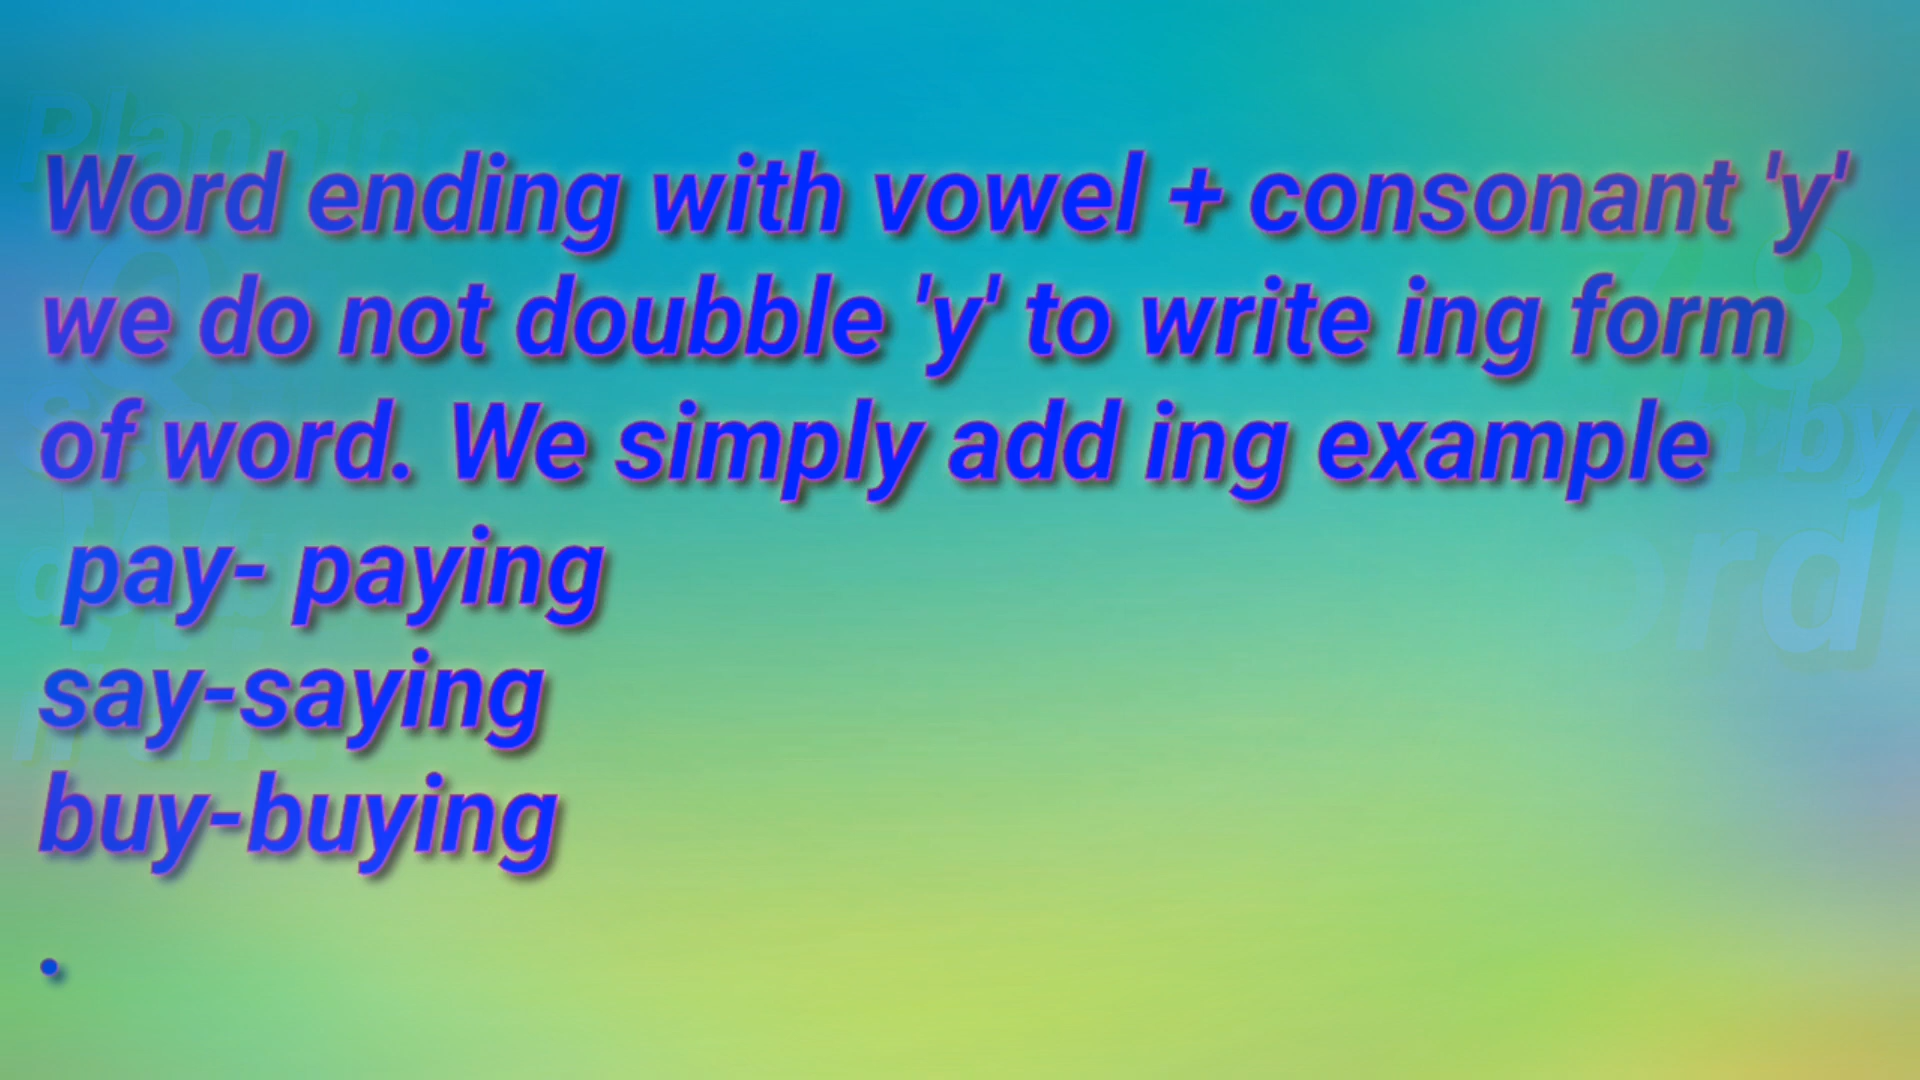 Word ending with vowel + consonant 'y'
we do not doubble 'y' to write ing form
of word. We simply add ing example
pay- paying
say-saying
buy-buying
.